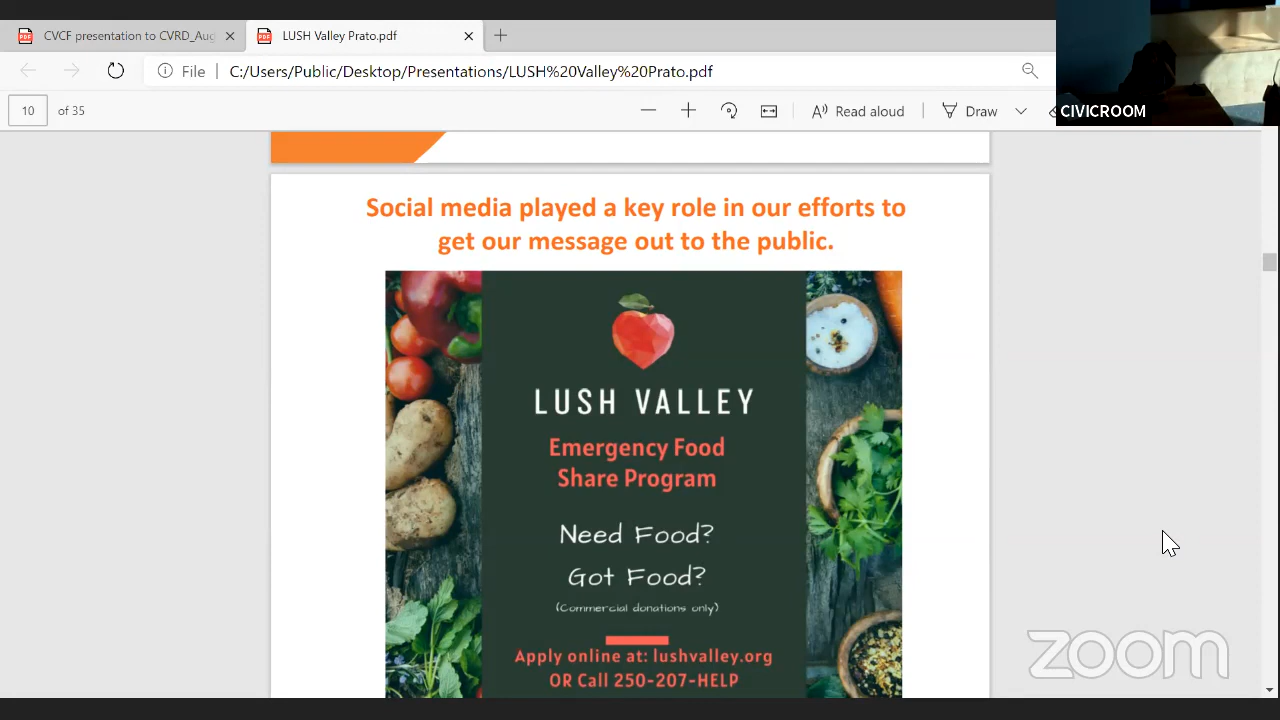 CVCF presentation to CVRD_Aug
LUSH Valley Prato.pdf
File
C:/Users/Public/Desktop/Presentations/LUSH%20Valley%20Prato.pdf
10 of 35
Read aloud
Draw
CIVICROOM
Social media played a key role in our efforts to
get our message out to the public.
LUSH VALLEY
Emergency Food
Share Program
Need Food?
Got Food?
(Commercial donations only)
Apply online at: lushvalley.org
OR Call 250-207-HELP
zoom